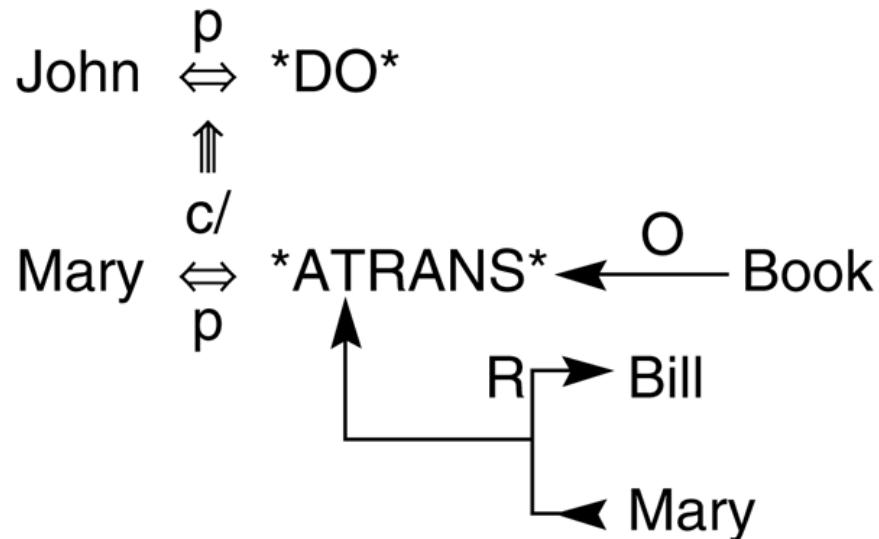 p
John ⇔ *DO*
c/
Mary ⇔ *ATRANS* O Book
p
R Bill
Mary